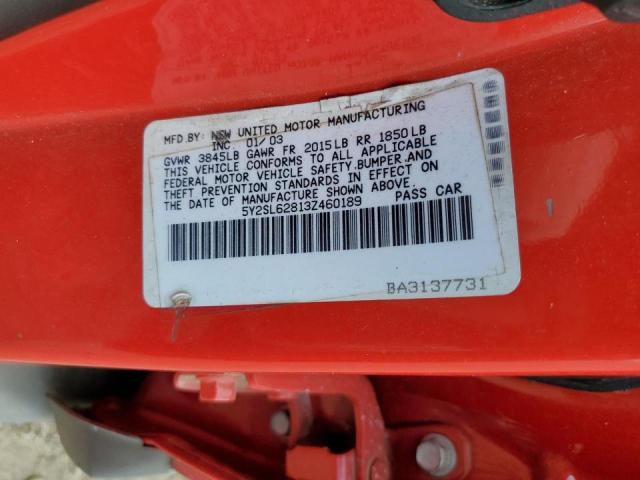 MFD.BY: NEW UNITED MOTOR MANUFACTURING
INC 01/03
GVWR 3845LB GAWR FR 2015LB RR 1850LB
THIS VEHICLE CONFORMS TO ALL APPLICABLE
FEDERAL MOTOR VEHICLE SAFETY,BUMPER,AND
THEFT PREVENTION STANDARDS IN EFFECT ON
THE DATE OF MANUFACTURE SHOWN ABOVE.
5Y2SL62813Z460189 PASS CAR
BA3137731